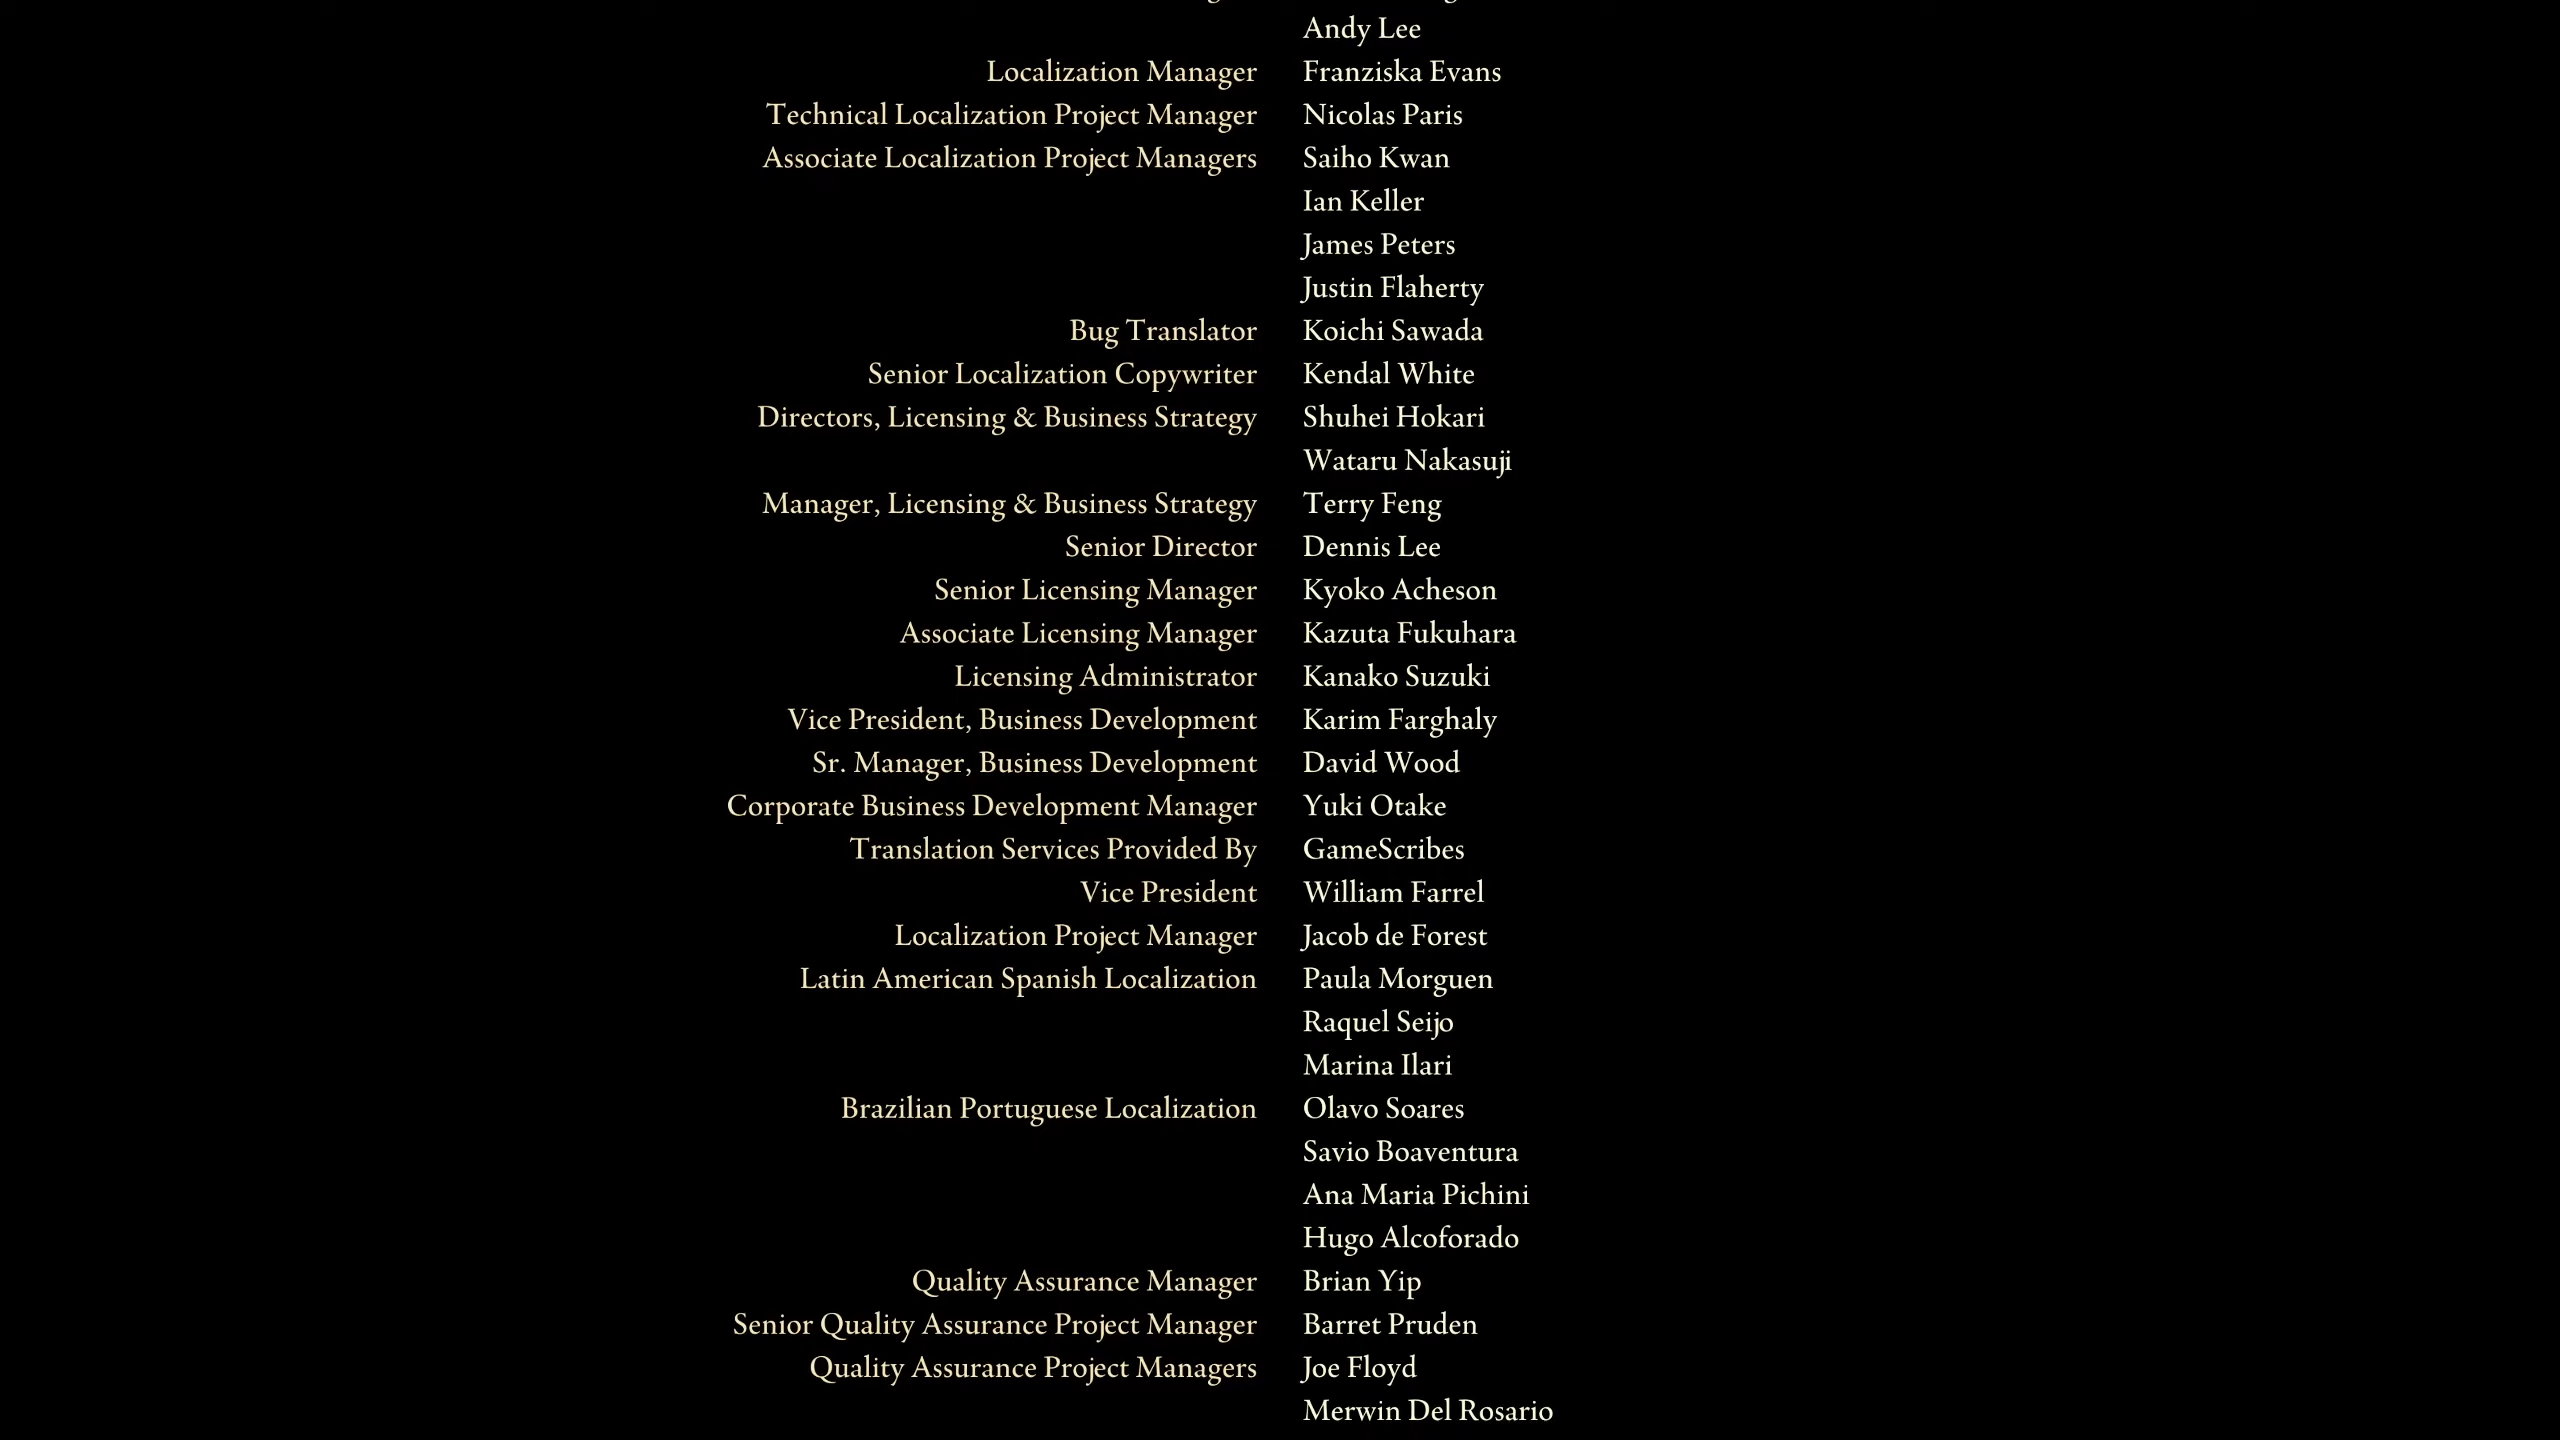 Andy Lee
Localization Manager Franziska Evans
Technical Localization Project Manager Nicolas Paris
Associate Localization Project Managers Saiho Kwan
Ian Keller
James Peters
Justin Flaherty
Bug Translator Koichi Sawada
Senior Localization Copywriter Kendal White
Directors, Licensing & Business Strategy Shuhei Hokari
Wataru Nakasuji
Manager, Licensing & Business Strategy Terry Feng
Senior Director Dennis Lee
Senior Licensing Manager Kyoko Acheson
Associate Licensing Manager Kazuta Fukuhara
Licensing Administrator Kanako Suzuki
Vice President, Business Development Karim Farghaly
Sr. Manager, Business Development David Wood
Corporate Business Development Manager Yuki Otake
Translation Services Provided By GameScribes
Vice President William Farrel
Localization Project Manager Jacob de Forest
Latin American Spanish Localization Paula Morguen
Raquel Seijo
Marina Ilari
Brazilian Portuguese Localization Olavo Soares
Savio Boaventura
Ana Maria Pichini
Hugo Alcoforado
Quality Assurance Manager Brian Yip
Senior Quality Assurance Project Manager Barret Pruden
Quality Assurance Project Managers Joe Floyd
Merwin Del Rosario